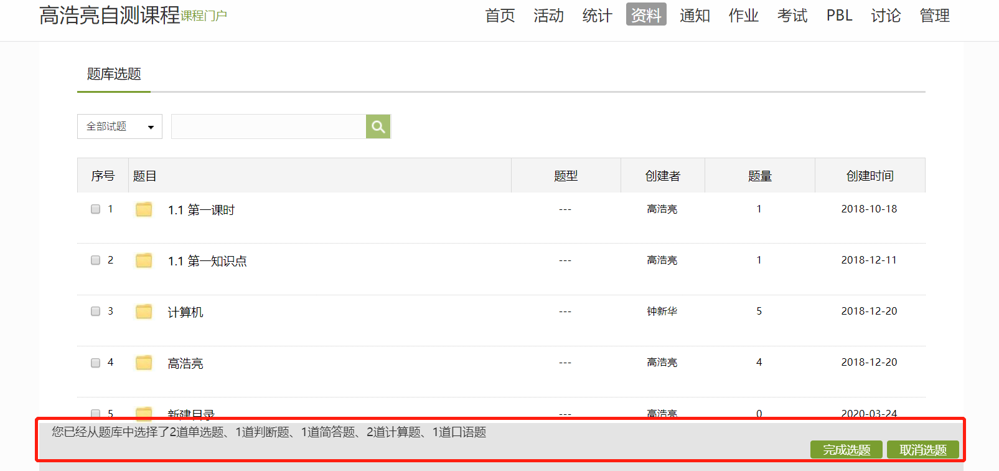 高浩亮自测课程课程门户 首页 活动 统计 资料 通知 作业 考试 PBL 讨论 管理
题库选题
全部试题
序号 题目 题型 创建者 题量 创建时间
1 1.1 第一课时 --- 高浩亮 1 2018-10-18
2 1.1 第一知识点 --- 高浩亮 1 2018-12-11
3 计算机 --- 钟新华 5 2018-12-20
4 高浩亮 --- 高浩亮 4 2018-12-20
5 新建目录 --- 高浩亮 0 2020-03-24
您已经从题库中选择了2道单选题、1道判断题、1道简答题、2道计算题、1道口语题
完成选题 取消选题